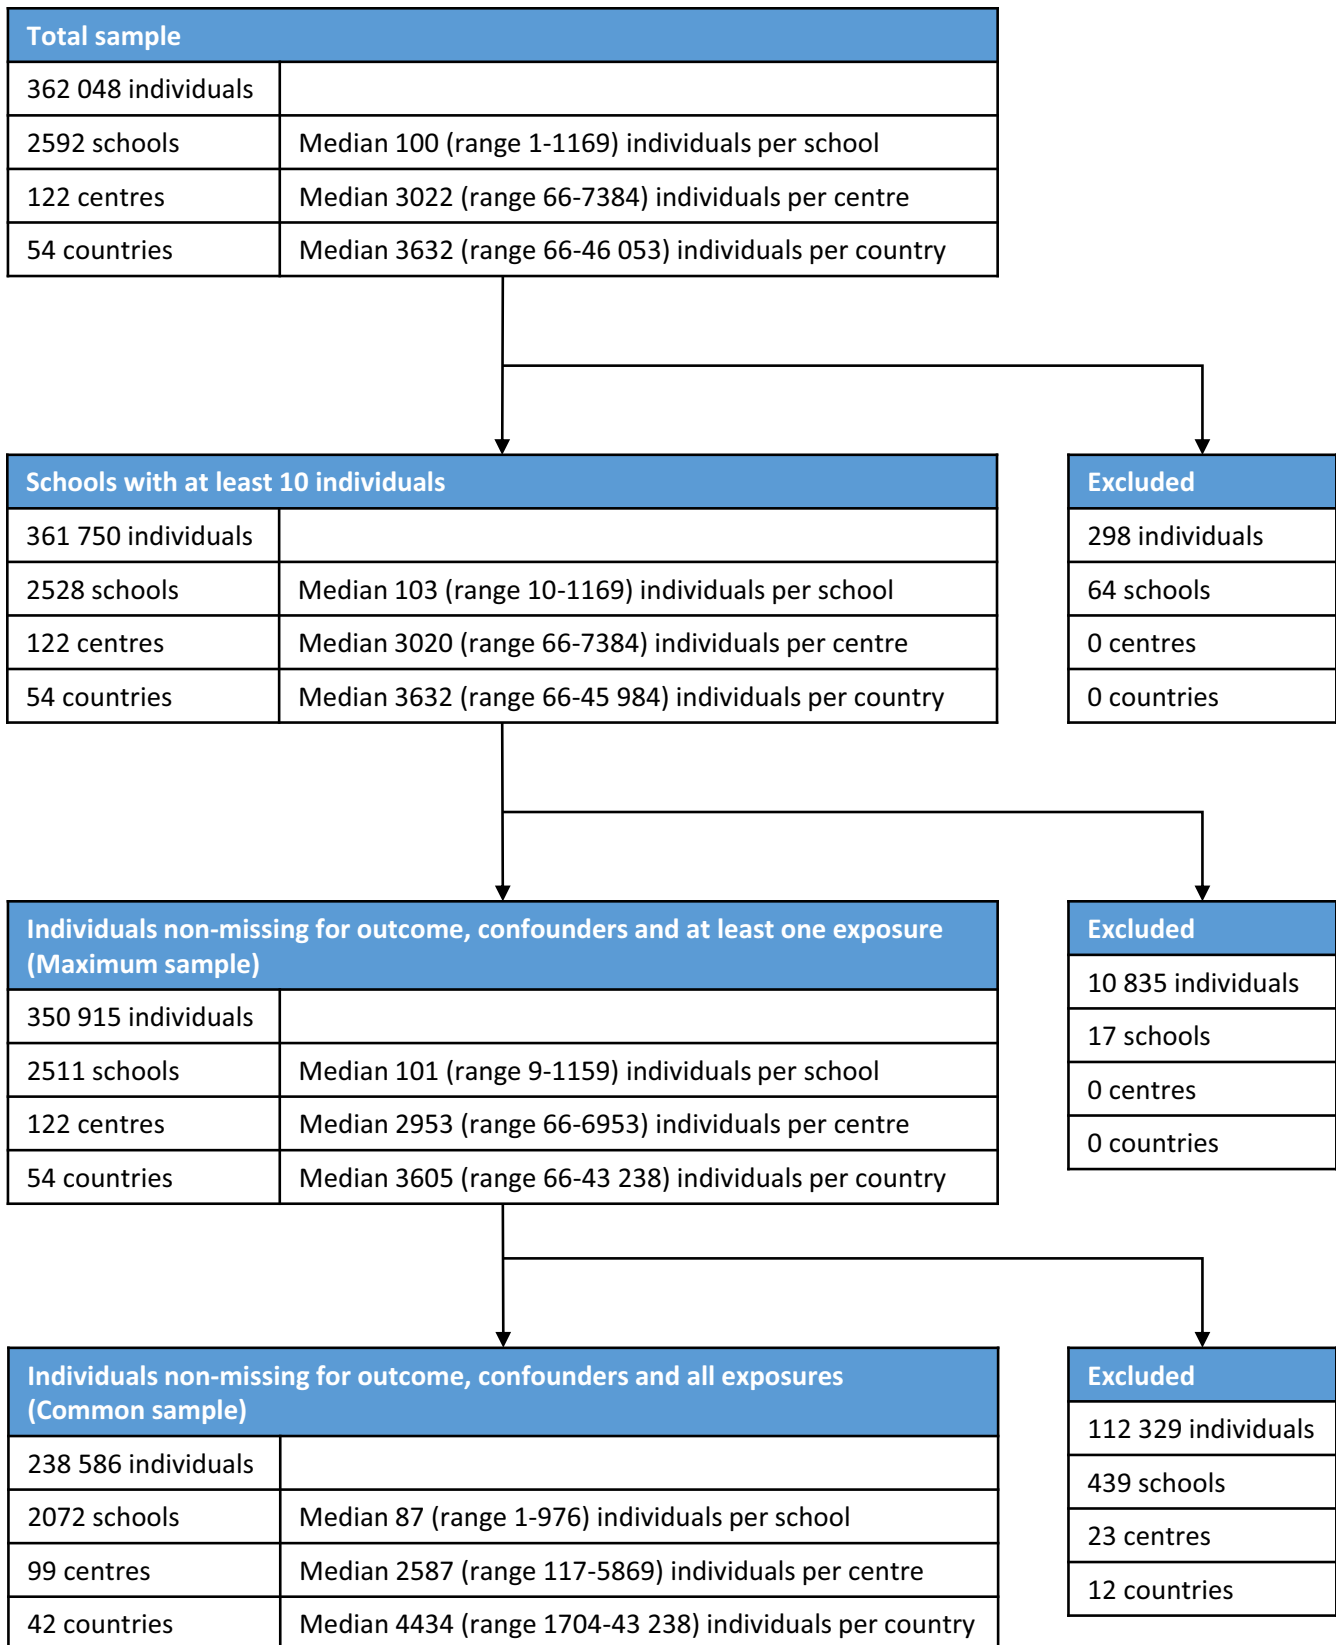 Total sample
362 048 individuals
2592 schools Median 100 (range 1-1169) individuals per school
122 centres Median 3022 (range 66-7384) individuals per centre
54 countries Median 3632 (range 66-46 053) individuals per country
Schools with at least 10 individuals
361 750 individuals
2528 schools Median 103 (range 10-1169) individuals per school
122 centres Median 3020 (range 66-7384) individuals per centre
54 countries Median 3632 (range 66-45 984) individuals per country
Excluded
298 individuals
64 schools
0 centres
0 countries
Individuals non-missing for outcome, confounders and at least one exposure
(Maximum sample)
350 915 individuals
2511 schools Median 101 (range 9-1159) individuals per school
122 centres Median 2953 (range 66-6953) individuals per centre
54 countries Median 3605 (range 66-43 238) individuals per country
Excluded
10 835 individuals
17 schools
0 centres
0 countries
Individuals non-missing for outcome, confounders and all exposures
(Common sample)
238 586 individuals
2072 schools Median 87 (range 1-976) individuals per school
99 centres Median 2587 (range 117-5869) individuals per centre
42 countries Median 4434 (range 1704-43 238) individuals per country
Excluded
112 329 individuals
439 schools
23 centres
12 countries